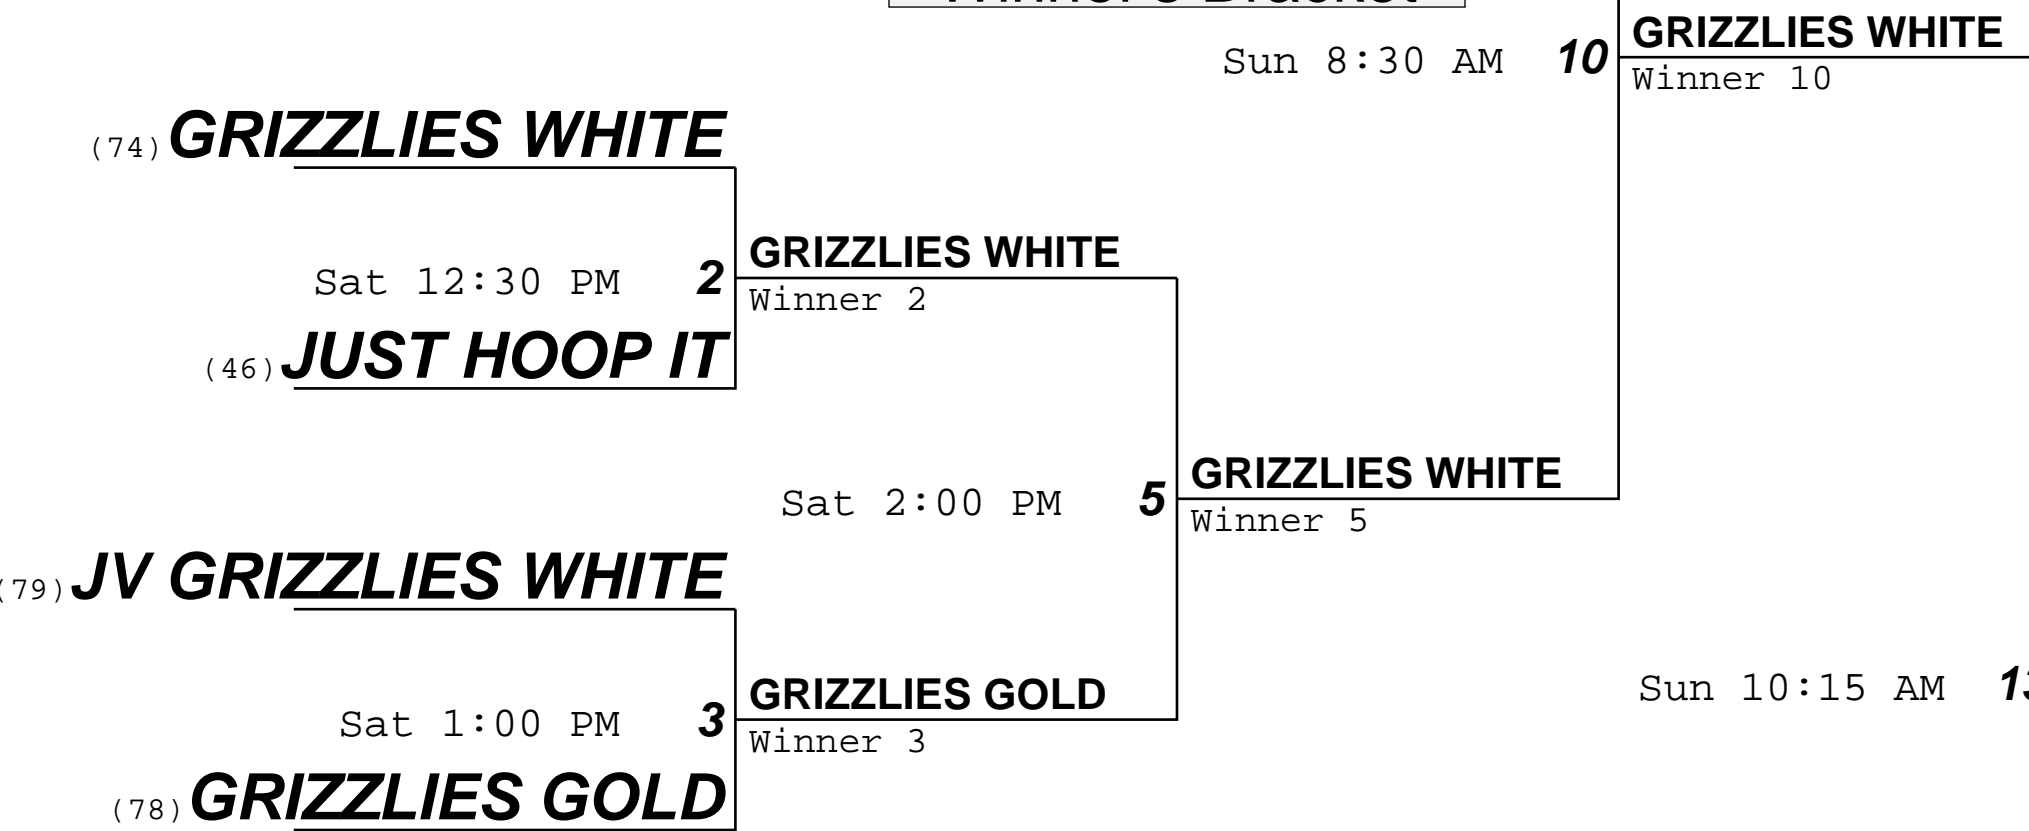 Winner's Bracket
GRIZZLIES WHITE
Sun 8:30 AM 10
Winner 10
(74) GRIZZLIES WHITE
GRIZZLIES WHITE
Sat 12:30 PM 2
Winner 2
(46) JUST HOOP IT
GRIZZLIES WHITE
Sat 2:00 PM 5
Winner 5
(79) JV GRIZZLIES WHITE
GRIZZLIES GOLD
Sun 10:15 AM
Sat 1:00 PM 3
Winner 3
(78) GRIZZLIES GOLD